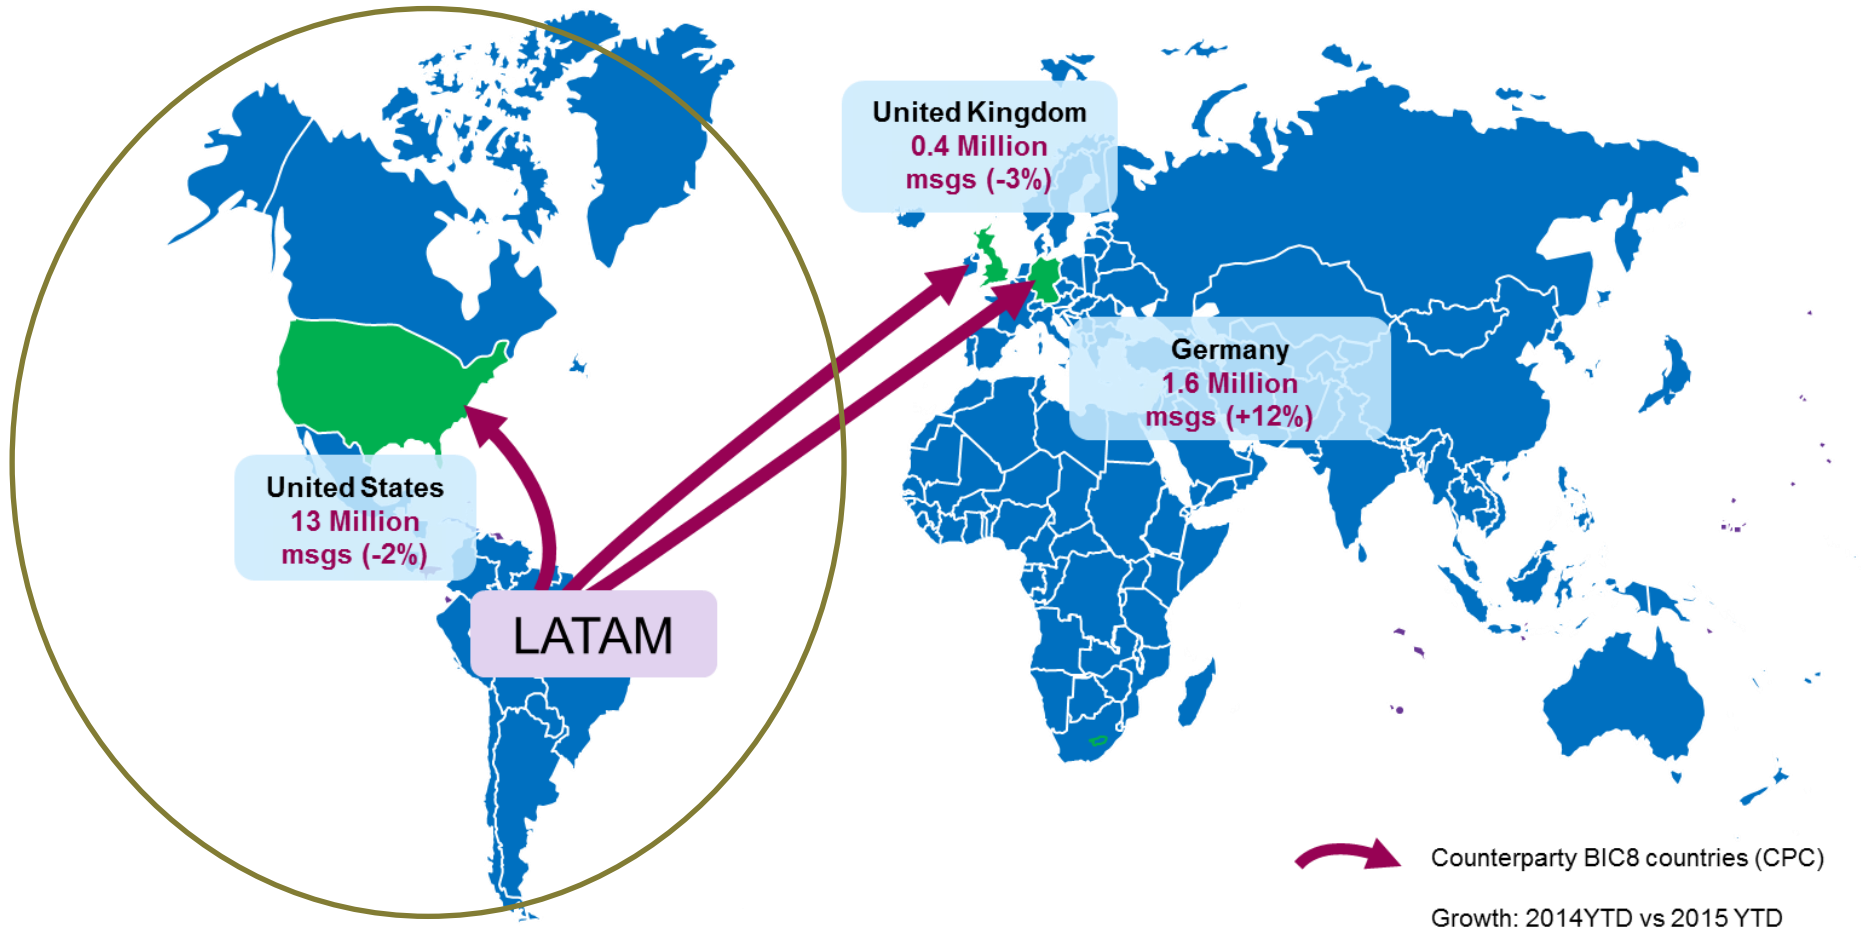 United Kingdom
0.4 Million
msgs (-3%)
Germany
1.6 Million
msgs (+12%)
United States
13 Million
msgs (-2%)
LATAM
Counterparty BIC8 countries (CPC)
Growth: 2014YTD vs 2015 YTD